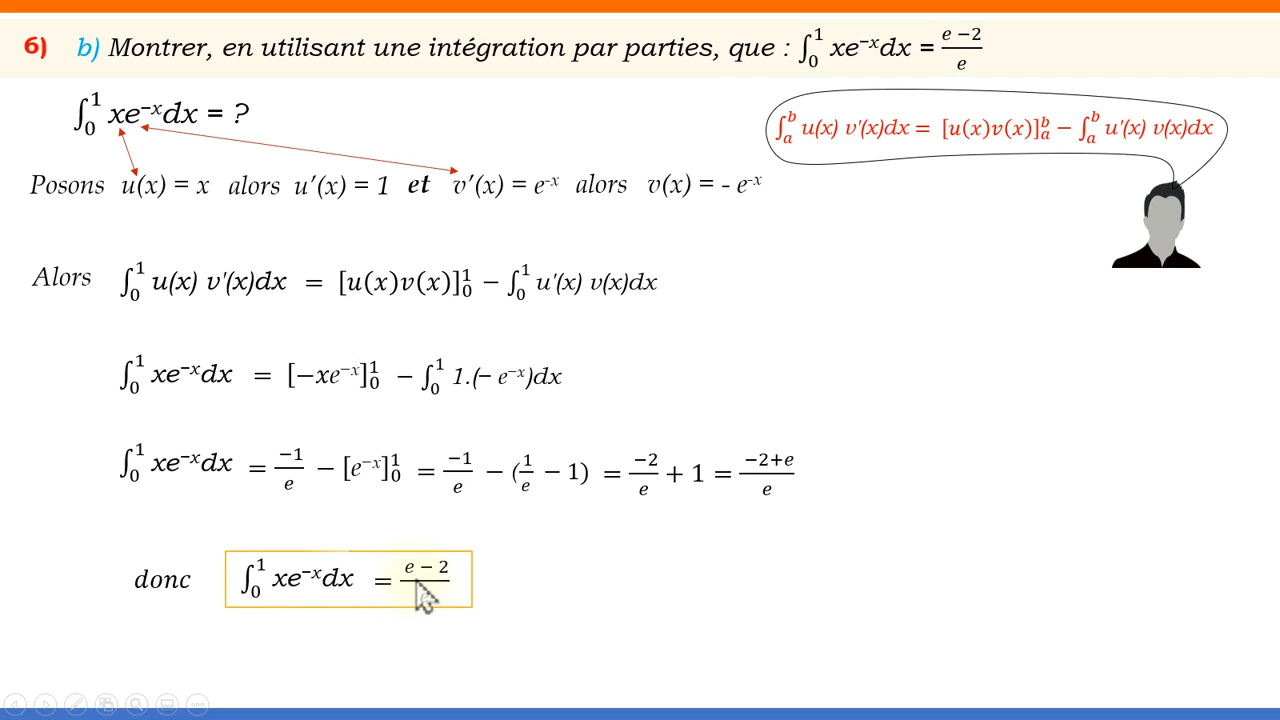 6) b) Montrer, en utilisant une intégration par parties, que : ∫₀¹ xe⁻ˣdx = (e −2)/e
∫₀¹ xe⁻ˣdx = ?
∫ₐᵇ u(x) v'(x)dx = [u(x)v(x)]ₐᵇ − ∫ₐᵇ u'(x) v(x)dx
Posons u(x) = x alors u'(x) = 1 et v'(x) = e⁻ˣ alors v(x) = - e⁻ˣ
Alors ∫₀¹ u(x) v'(x)dx = [u(x)v(x)]₀¹ − ∫₀¹ u'(x) v(x)dx
∫₀¹ xe⁻ˣdx = [−xe⁻ˣ]₀¹ − ∫₀¹ 1.(− e⁻ˣ)dx
∫₀¹ xe⁻ˣdx = −1/e − [e⁻ˣ]₀¹ = −1/e − (1/e − 1) = −2/e + 1 = (−2+e)/e
donc ∫₀¹ xe⁻ˣdx = (e − 2)/